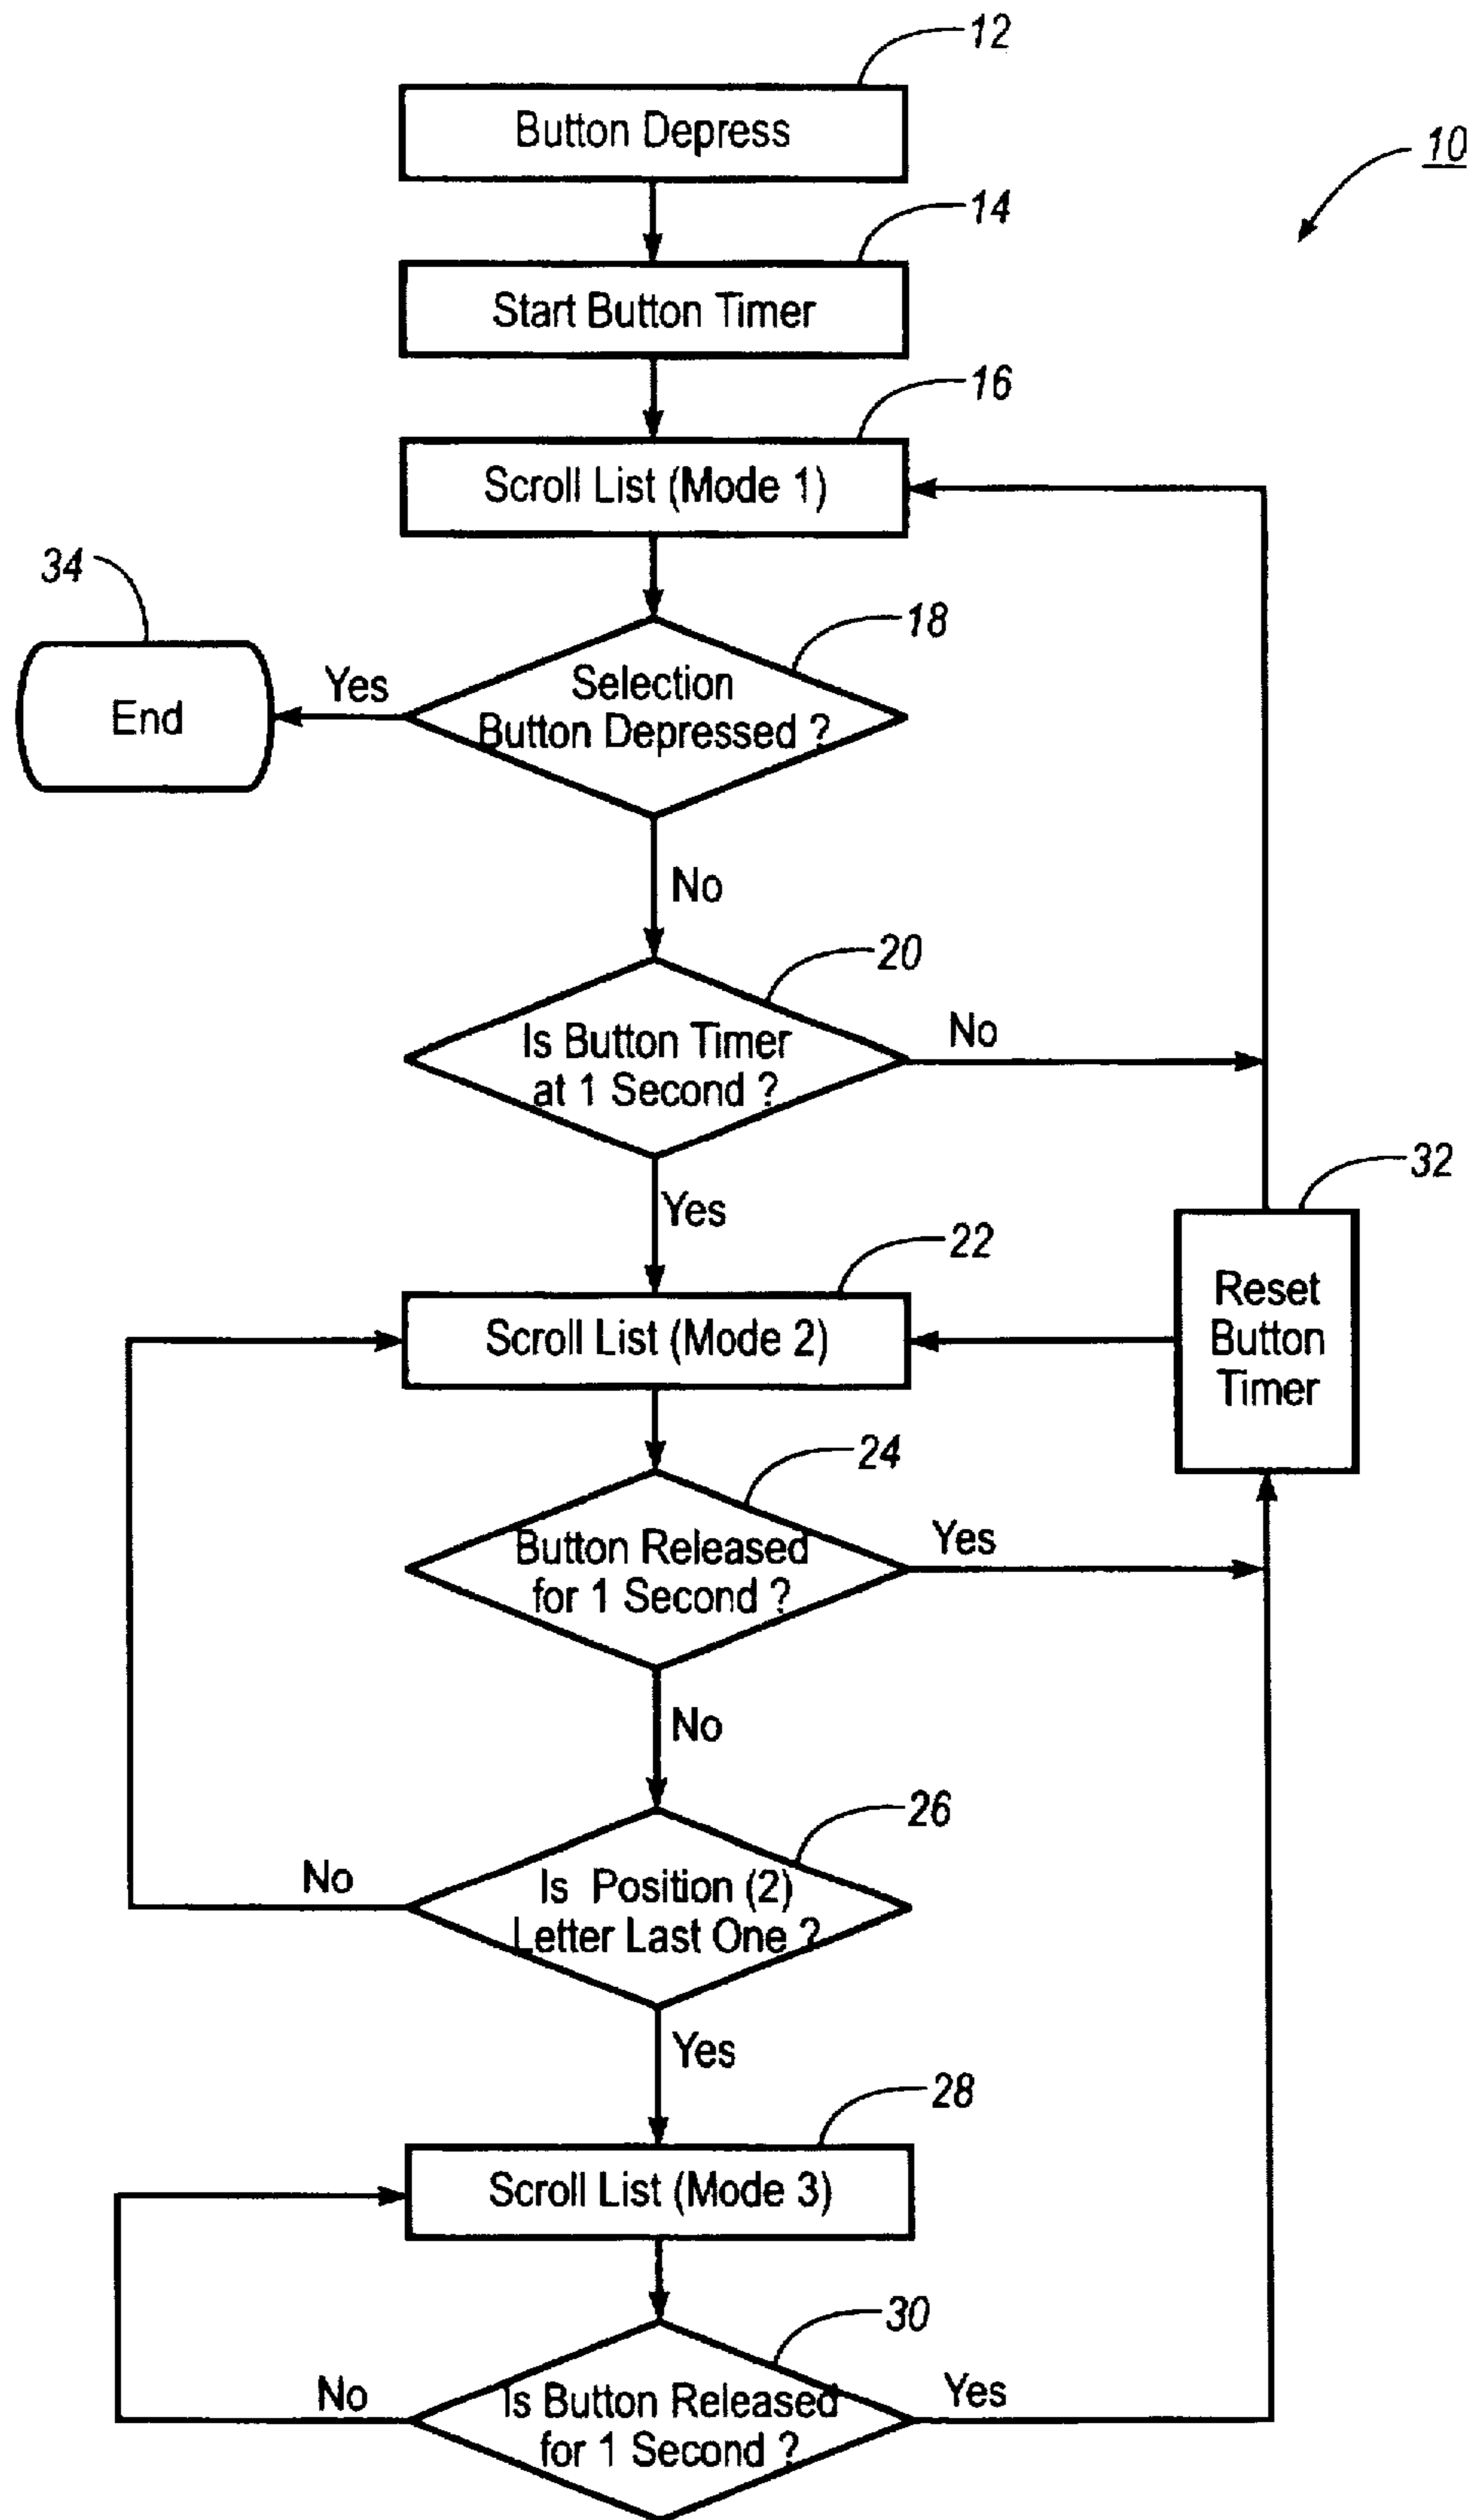 12
Button Depress
10
14
Start Button Timer
16
Scroll List (Mode 1)
34
18
End
Yes
Selection
Button Depressed ?
No
20
Is Button Timer
at 1 Second ?
No
Yes
32
22
Scroll List (Mode 2)
Reset
Button
Timer
24
Button Released
for 1 Second ?
Yes
No
26
Is Position (2)
Letter Last One ?
No
Yes
28
Scroll List (Mode 3)
30
Is Button Released
for 1 Second ?
No
Yes